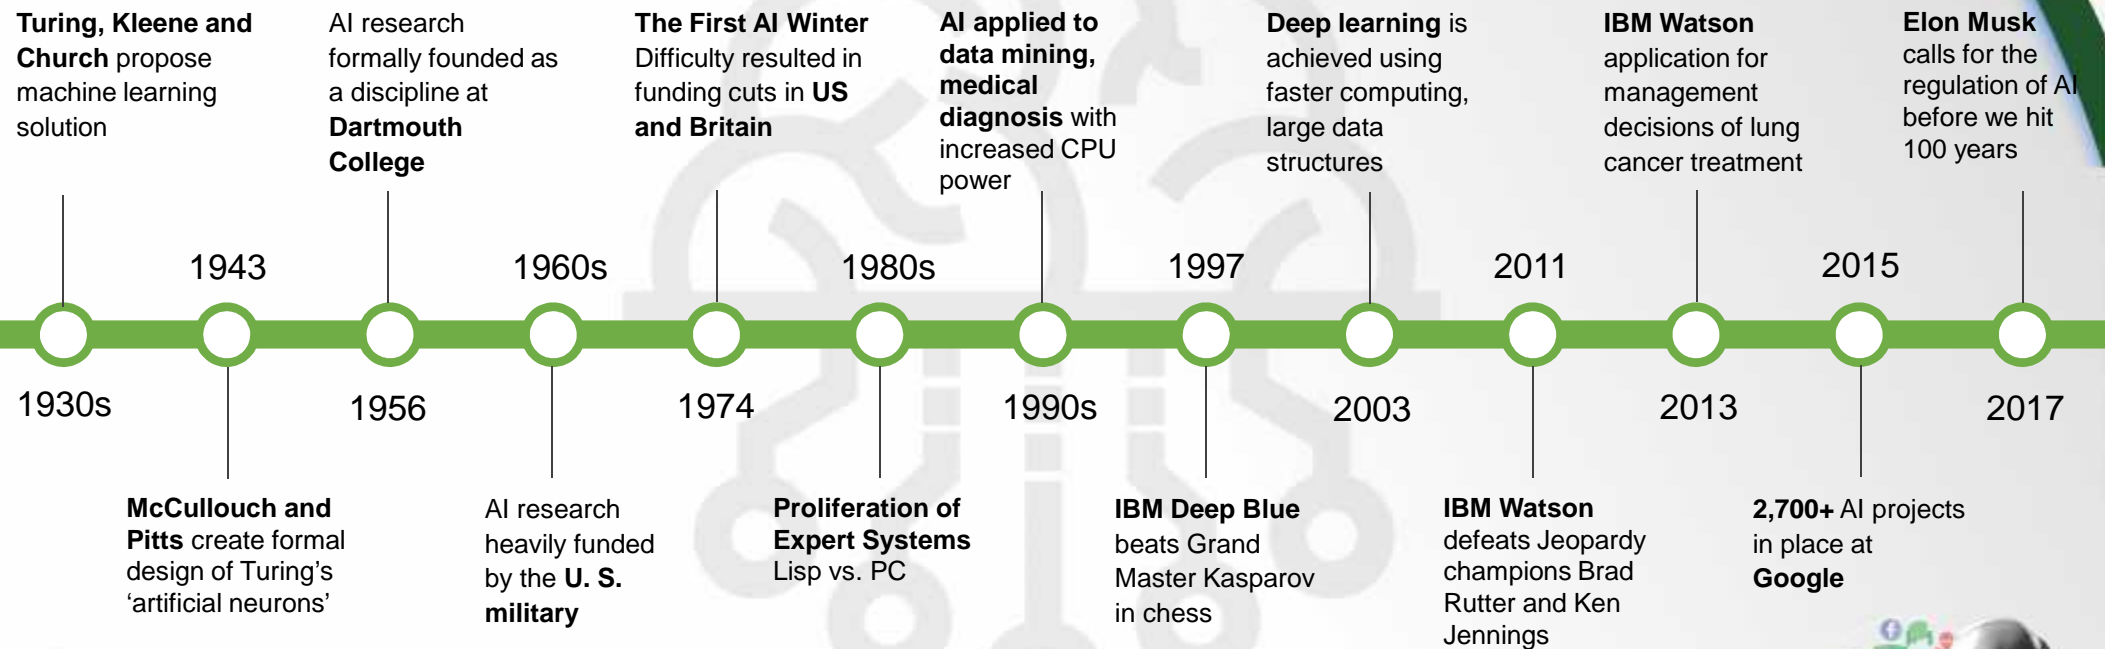 Turing, Kleene and
Church propose
machine learning
solution
AI research
formally founded as
a discipline at
Dartmouth
College
The First AI Winter
Difficulty resulted in
funding cuts in US
and Britain
AI applied to
data mining,
medical
diagnosis with
increased CPU
power
Deep learning is
achieved using
faster computing,
large data
structures
IBM Watson
application for
management
decisions of lung
cancer treatment
Elon Musk
calls for the
regulation of AI
before we hit
100 years
1943
1960s
1980s
1997
2011
2015
1930s
1956
1974
1990s
2003
2013
2017
McCullouch and
Pitts create formal
design of Turing’s
‘artificial neurons’
AI research
heavily funded
by the U. S.
military
Proliferation of
Expert Systems
Lisp vs. PC
IBM Deep Blue
beats Grand
Master Kasparov
in chess
IBM Watson
defeats Jeopardy
champions Brad
Rutter and Ken
Jennings
2,700+ AI projects
in place at
Google